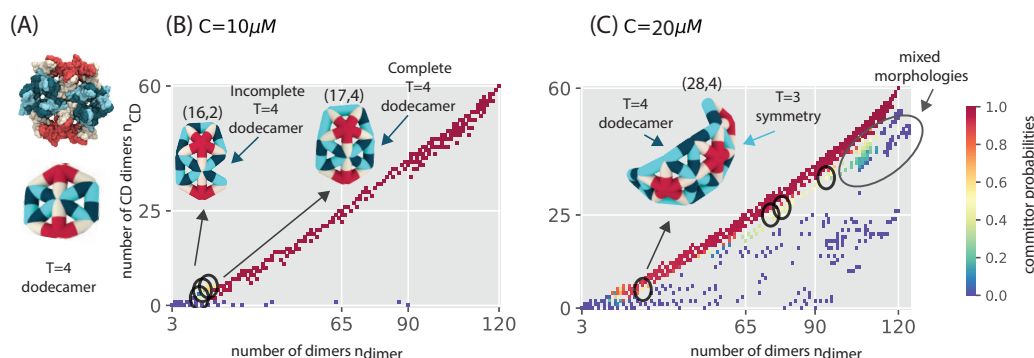 (A)
(B) C=10μM
(C) C=20μM
T=4
dodecamer
number of CD dimers nCD
60
25
0
3
65
90
120
number of dimers ndimer
(16,2)
Incomplete
T=4
dodecamer
(17,4)
Complete
T=4
dodecamer
60
25
0
3
65
90
120
number of dimers ndimer
T=4
dodecamer
(28,4)
T=3
symmetry
mixed
morphologies
1.0
0.8
0.6
0.4
0.2
0.0
committor probabilities